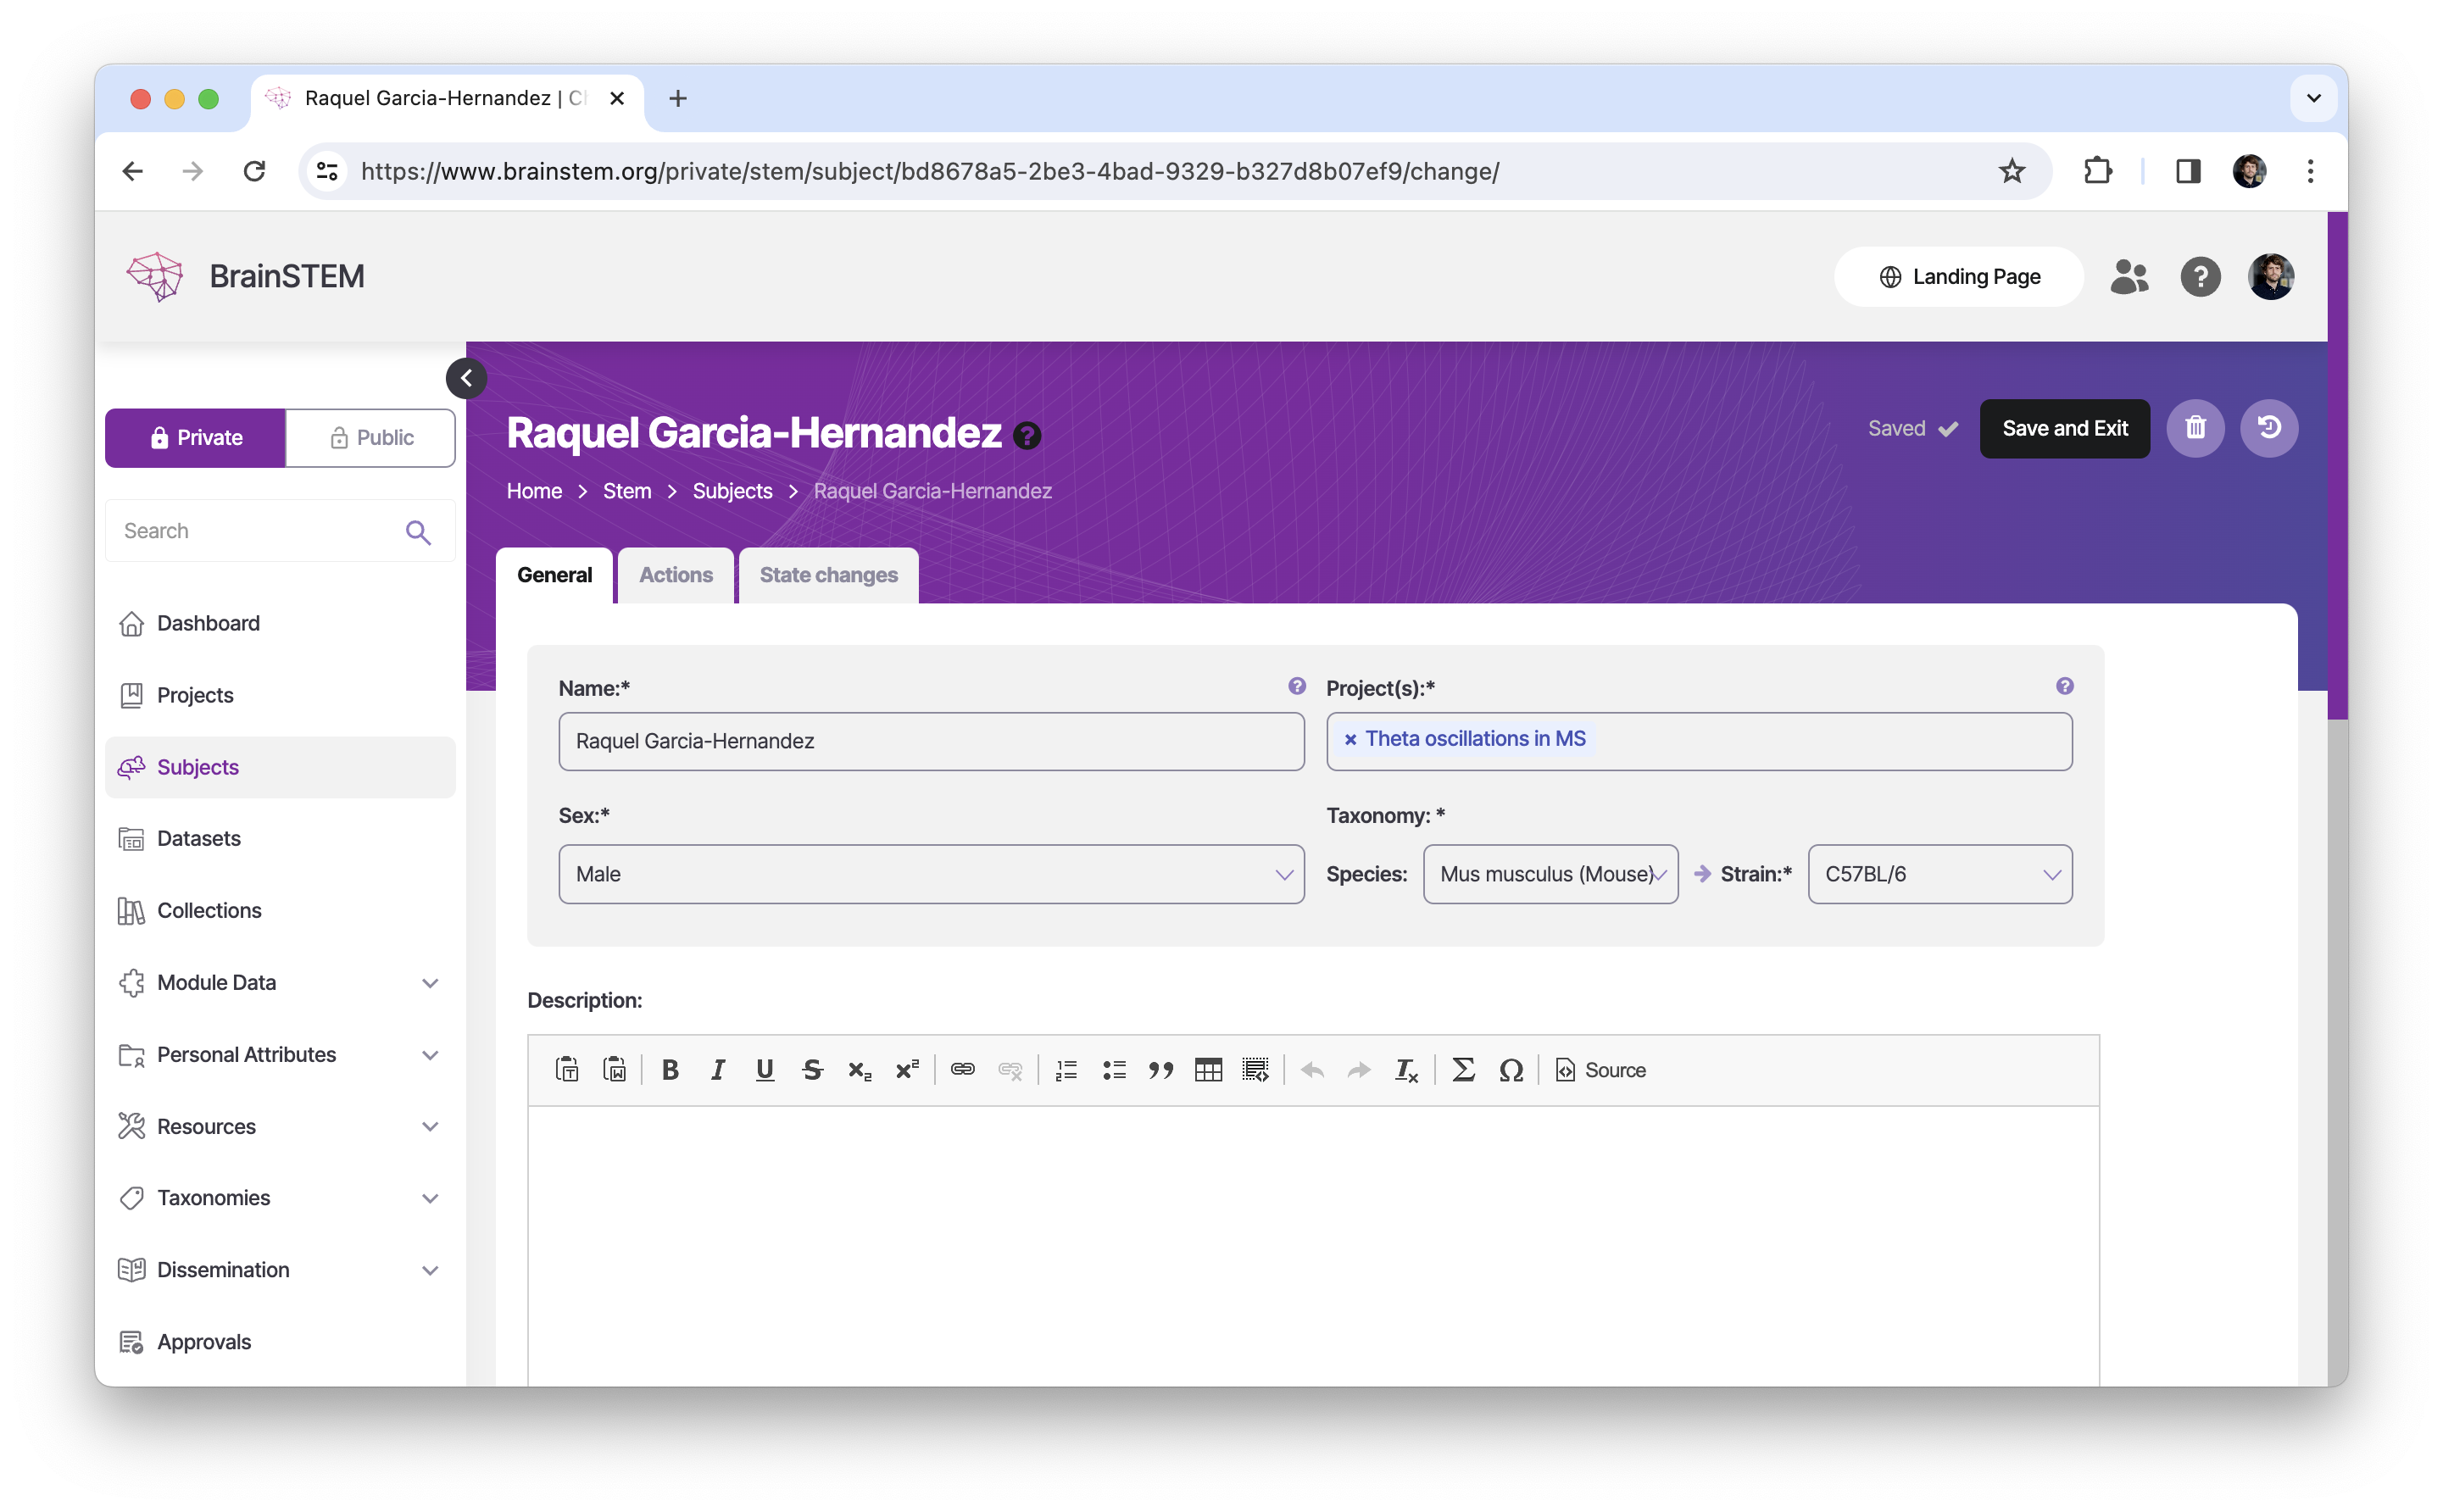 Raquel Garcia-Hernandez |
https://www.brainstem.org/private/stem/subject/bd8678a5-2be3-4bad-9329-b327d8b07ef9/change/
BrainSTEM
Landing Page
?
Private
Public
Search
Dashboard
Projects
Subjects
Datasets
Collections
Module Data
Personal Attributes
Resources
Taxonomies
Dissemination
Approvals
Raquel Garcia-Hernandez ?
Saved
Save and Exit
Home > Stem > Subjects > Raquel Garcia-Hernandez
General
Actions
State changes
Name:* ?
Project(s):* ?
Raquel Garcia-Hernandez
× Theta oscillations in MS
Sex:*
Taxonomy: *
Male
Species: Mus musculus (Mouse) Strain:* C57BL/6
Description:
B I U S x₂ x² Σ Ω Source